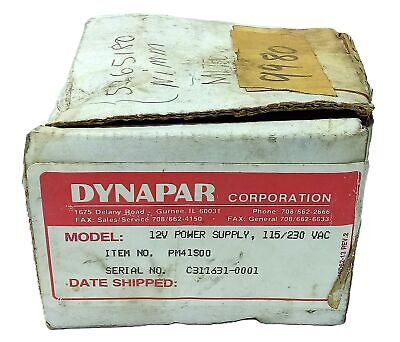 5465180
9980
DYNAPAR CORPORATION
1675 Delany Road - Gurnee, IL 60031 Phone 708/662-2666
FAX: Sales/Service 708/662-4150 - FAX: General 708/662-6633
MODEL: 12V POWER SUPPLY, 115/230 VAC
ITEM NO. PM41S00
SERIAL NO. C311631-0001
DATE SHIPPED: